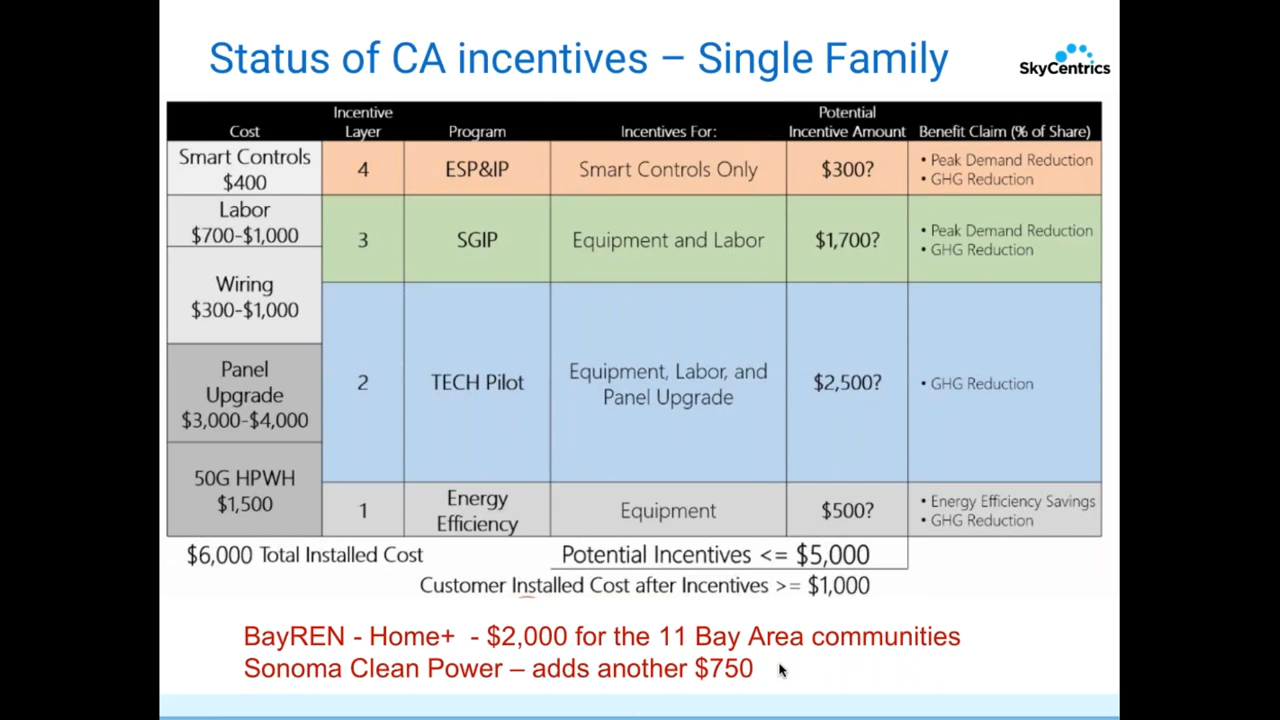 Status of CA incentives – Single Family
SkyCentrics
Cost
Incentive
Layer
Program
Incentives For:
Potential
Incentive Amount
Benefit Claim (% of Share)
Smart Controls
$400
4
ESP&IP
Smart Controls Only
$300?
• Peak Demand Reduction
• GHG Reduction
Labor
$700-$1,000
3
SGIP
Equipment and Labor
$1,700?
• Peak Demand Reduction
• GHG Reduction
Wiring
$300-$1,000
Panel
Upgrade
$3,000-$4,000
2
TECH Pilot
Equipment, Labor, and
Panel Upgrade
$2,500?
• GHG Reduction
50G HPWH
$1,500
1
Energy
Efficiency
Equipment
$500?
• Energy Efficiency Savings
• GHG Reduction
$6,000 Total Installed Cost
Potential Incentives <= $5,000
Customer Installed Cost after Incentives >= $1,000
BayREN - Home+ - $2,000 for the 11 Bay Area communities
Sonoma Clean Power – adds another $750